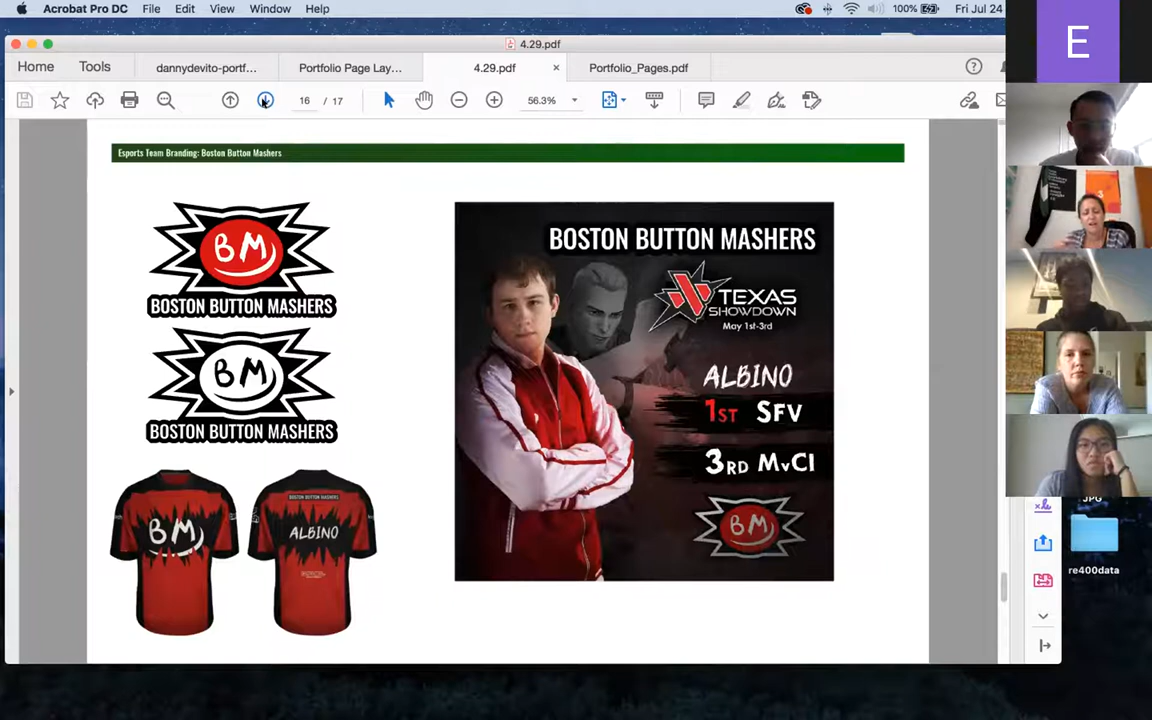 Acrobat Pro DC File Edit View Window Help 100% Fri Jul 24
4.29.pdf
Home Tools dannydevito-portf... Portfolio Page Lay... 4.29.pdf × Portfolio_Pages.pdf
16 / 17 56.3%
Esports Team Branding: Boston Button Mashers
BM
BOSTON BUTTON MASHERS
BM
BOSTON BUTTON MASHERS
BM
BOSTON BUTTON MASHERS
ALBINO
BOSTON BUTTON MASHERS
TEXAS
SHOWDOWN
May 1st-3rd
ALBINO
1ST SFV
3RD MvCI
BM
E
JPG
re400data